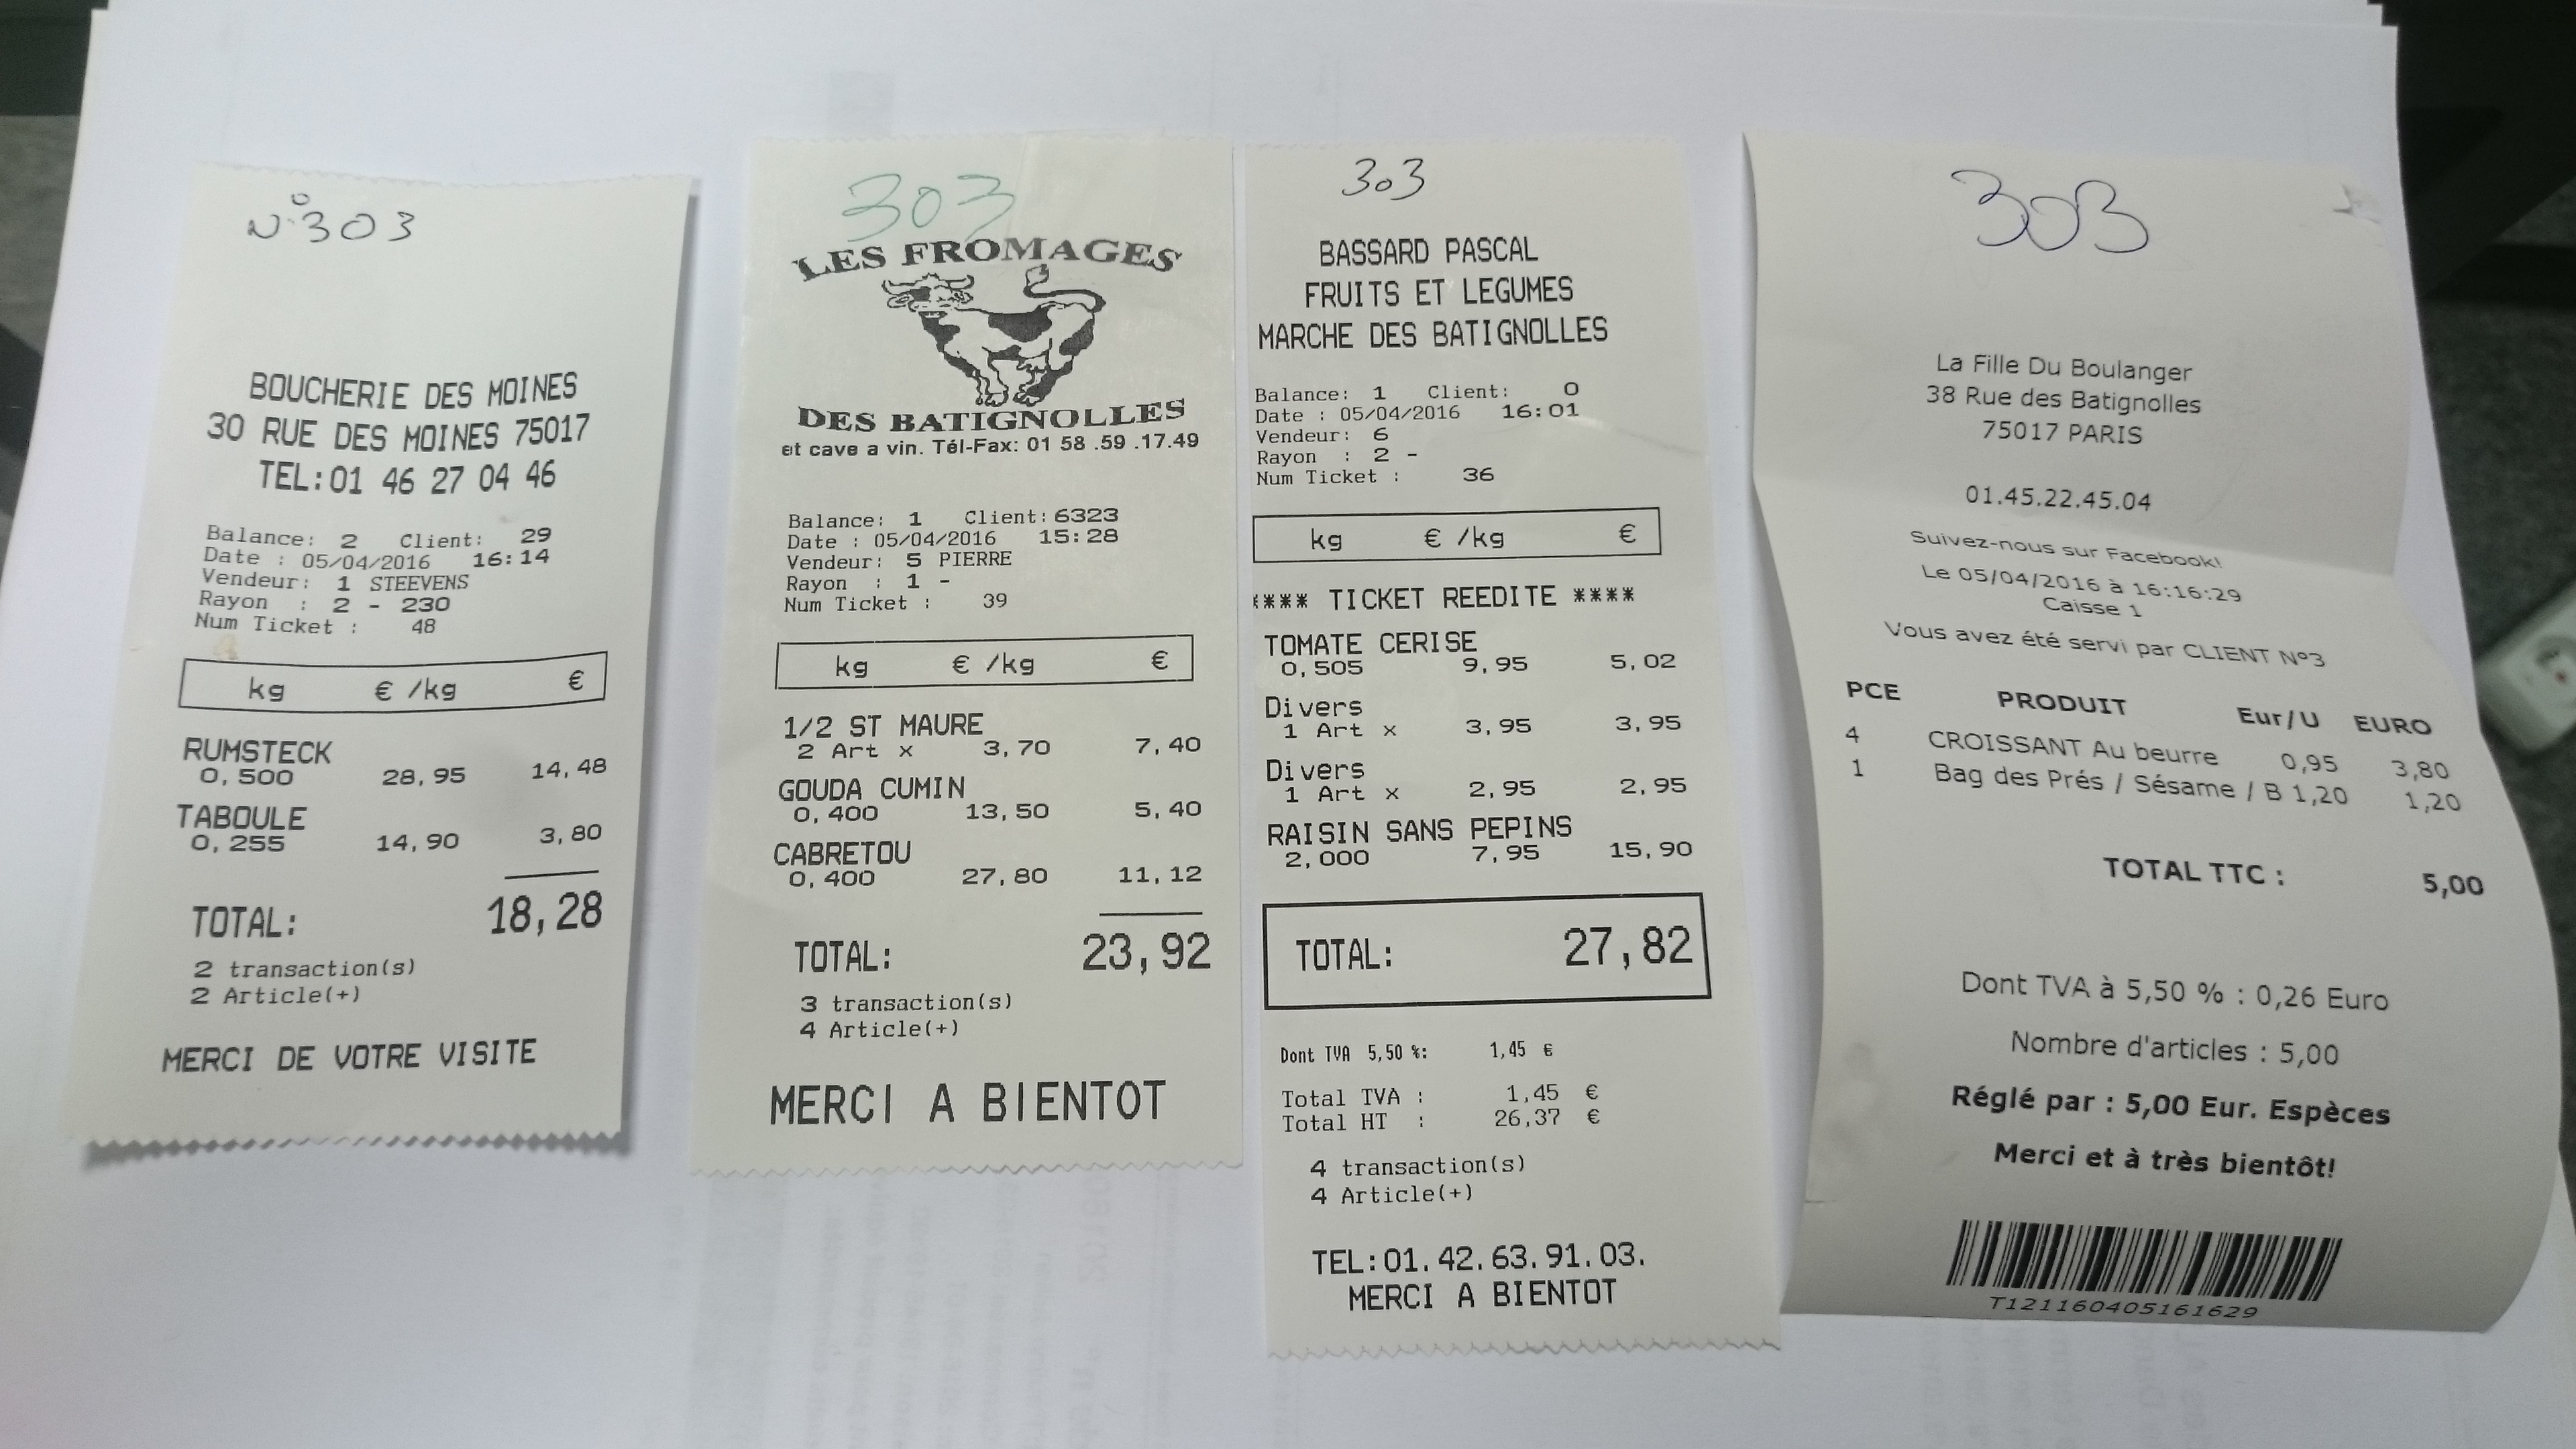 N°303
BOUCHERIE DES MOINES
30 RUE DES MOINES 75017
TEL:01 46 27 04 46
Balance: 2 Client: 29
Date : 05/04/2016 16:14
Vendeur: 1 STEEVENS
Rayon : 2 - 230
Num Ticket : 48
kg € /kg €
RUMSTECK
0,500 28,95 14,48
TABOULE
0,255 14,90 3,80
TOTAL: 18,28
2 transaction(s)
2 Article(+)
MERCI DE VOTRE VISITE
303
LES FROMAGES
DES BATIGNOLLES
et cave a vin. Tél-Fax: 01 58 .59 .17.49
Balance: 1 Client: 6323
Date : 05/04/2016 15:28
Vendeur: 5 PIERRE
Rayon : 1 -
Num Ticket : 39
kg € /kg €
1/2 ST MAURE
2 Art x 3,70 7,40
GOUDA CUMIN
0,400 13,50 5,40
CABRETOU
0,400 27,80 11,12
TOTAL: 23,92
3 transaction(s)
4 Article(+)
MERCI A BIENTOT
303
BASSARD PASCAL
FRUITS ET LEGUMES
MARCHE DES BATIGNOLLES
Balance: 1 Client: 0
Date : 05/04/2016 16:01
Vendeur: 6
Rayon : 2 -
Num Ticket : 36
kg € /kg €
**** TICKET REEDITE ****
TOMATE CERISE
0,505 9,95 5,02
Divers
1 Art x 3,95 3,95
Divers
1 Art x 2,95 2,95
RAISIN SANS PEPINS
2,000 7,95 15,90
TOTAL: 27,82
Dont TVA 5,50 %: 1,45 €
Total TVA : 1,45 €
Total HT : 26,37 €
4 transaction(s)
4 Article(+)
TEL:01.42.63.91.03.
MERCI A BIENTOT
303
La Fille Du Boulanger
38 Rue des Batignolles
75017 PARIS
01.45.22.45.04
Suivez-nous sur Facebook!
Le 05/04/2016 à 16:16:29
Caisse 1
Vous avez été servi par CLIENT N°3
PCE PRODUIT Eur/U EURO
4 CROISSANT Au beurre 0,95 3,80
1 Bag des Prés / Sésame / B 1,20 1,20
TOTAL TTC : 5,00
Dont TVA à 5,50 % : 0,26 Euro
Nombre d'articles : 5,00
Réglé par : 5,00 Eur. Espèces
Merci et à très bientôt!
T121160405161629